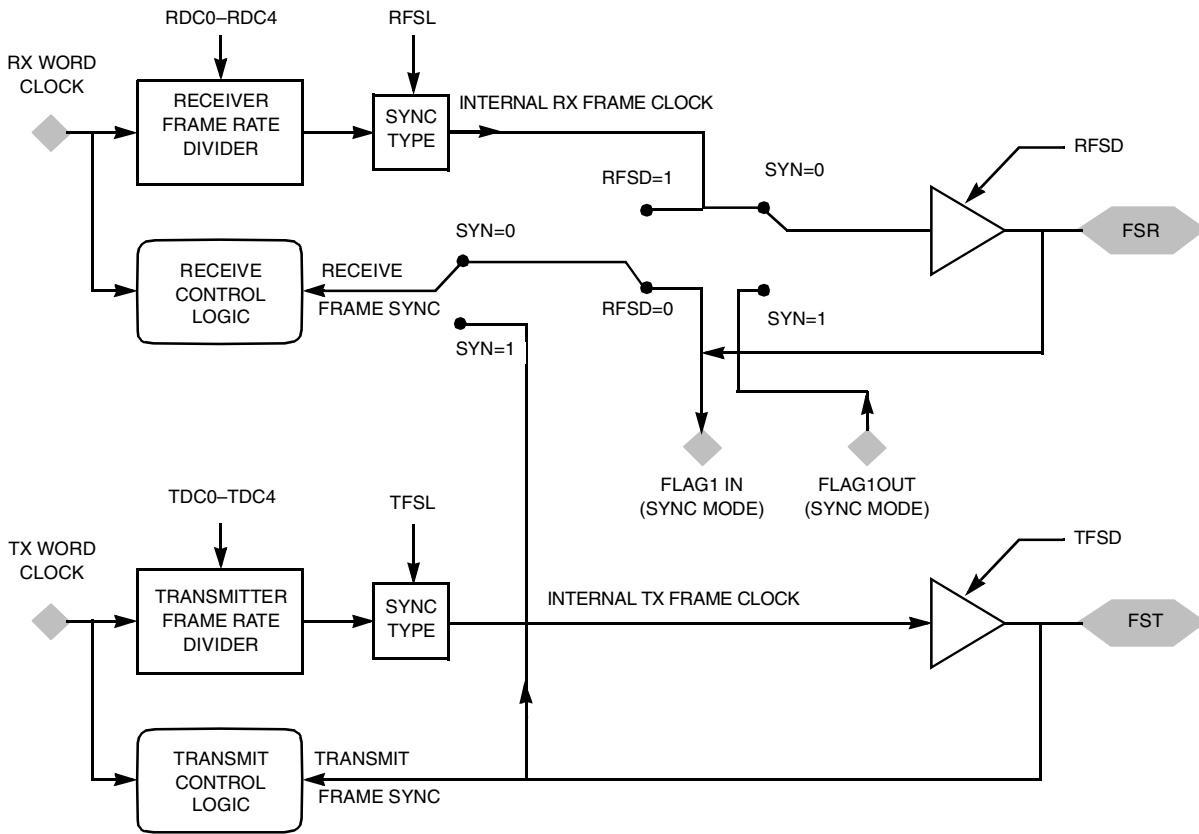 RDC0–RDC4
RFSL
RX WORD
CLOCK
RECEIVER
FRAME RATE
DIVIDER
SYNC
TYPE
INTERNAL RX FRAME CLOCK
RFSD=1
SYN=0
RFSD
FSR
SYN=0
RECEIVE
CONTROL
LOGIC
RECEIVE
FRAME SYNC
RFSD=0
SYN=1
SYN=1
FLAG1 IN
(SYNC MODE)
FLAG1OUT
(SYNC MODE)
TDC0–TDC4
TFSL
TX WORD
CLOCK
TRANSMITTER
FRAME RATE
DIVIDER
SYNC
TYPE
INTERNAL TX FRAME CLOCK
TFSD
FST
TRANSMIT
CONTROL
LOGIC
TRANSMIT
FRAME SYNC